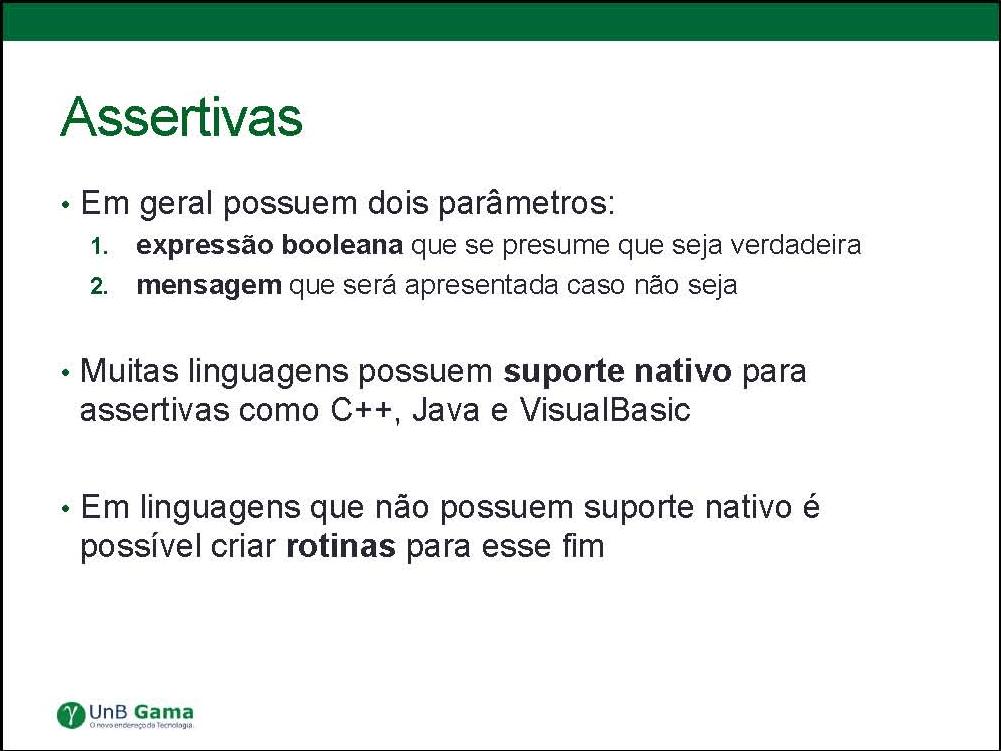 Assertivas
• Em geral possuem dois parâmetros:
1. expressão booleana que se presume que seja verdadeira
2. mensagem que será apresentada caso não seja
• Muitas linguagens possuem suporte nativo para
assertivas como C++, Java e VisualBasic
• Em linguagens que não possuem suporte nativo é
possível criar rotinas para esse fim
γ UnB Gama
O novo endereço da Tecnologia.